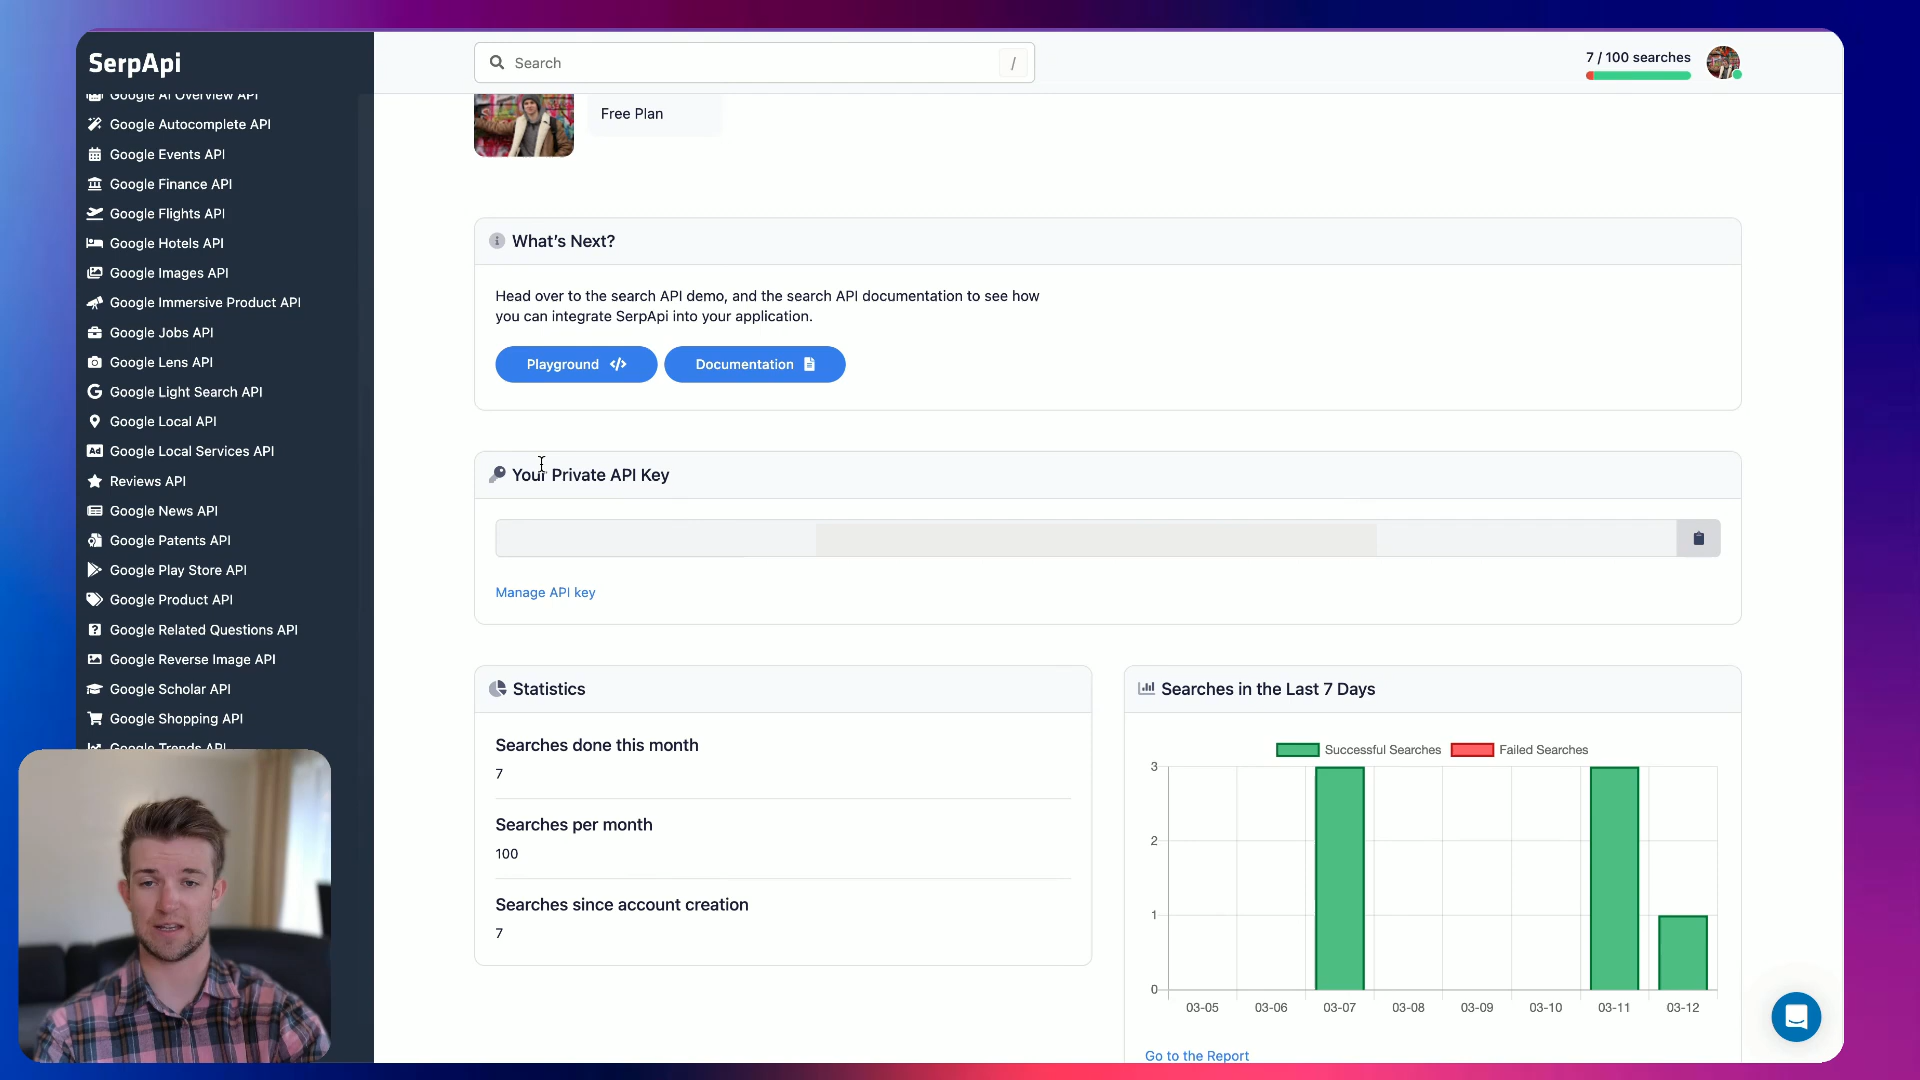 SerpApi
Search
/
7 / 100 searches
Google AI Overview API
Google Autocomplete API
Google Events API
Google Finance API
Google Flights API
Google Hotels API
Google Images API
Google Immersive Product API
Google Jobs API
Google Lens API
Google Light Search API
Google Local API
Ad
Google Local Services API
Reviews API
Google News API
Google Patents API
Google Play Store API
Google Product API
Google Related Questions API
Google Reverse Image API
Google Scholar API
Google Shopping API
Google Trends API
Free Plan
What's Next?
Head over to the search API demo, and the search API documentation to see how
you can integrate SerpApi into your application.
Playground </>
Documentation
Your Private API Key
Manage API key
Statistics
Searches done this month
7
Searches per month
100
Searches since account creation
7
Searches in the Last 7 Days
Successful Searches
Failed Searches
3
2
1
0
03-05
03-06
03-07
03-08
03-09
03-10
03-11
03-12
Go to the Report